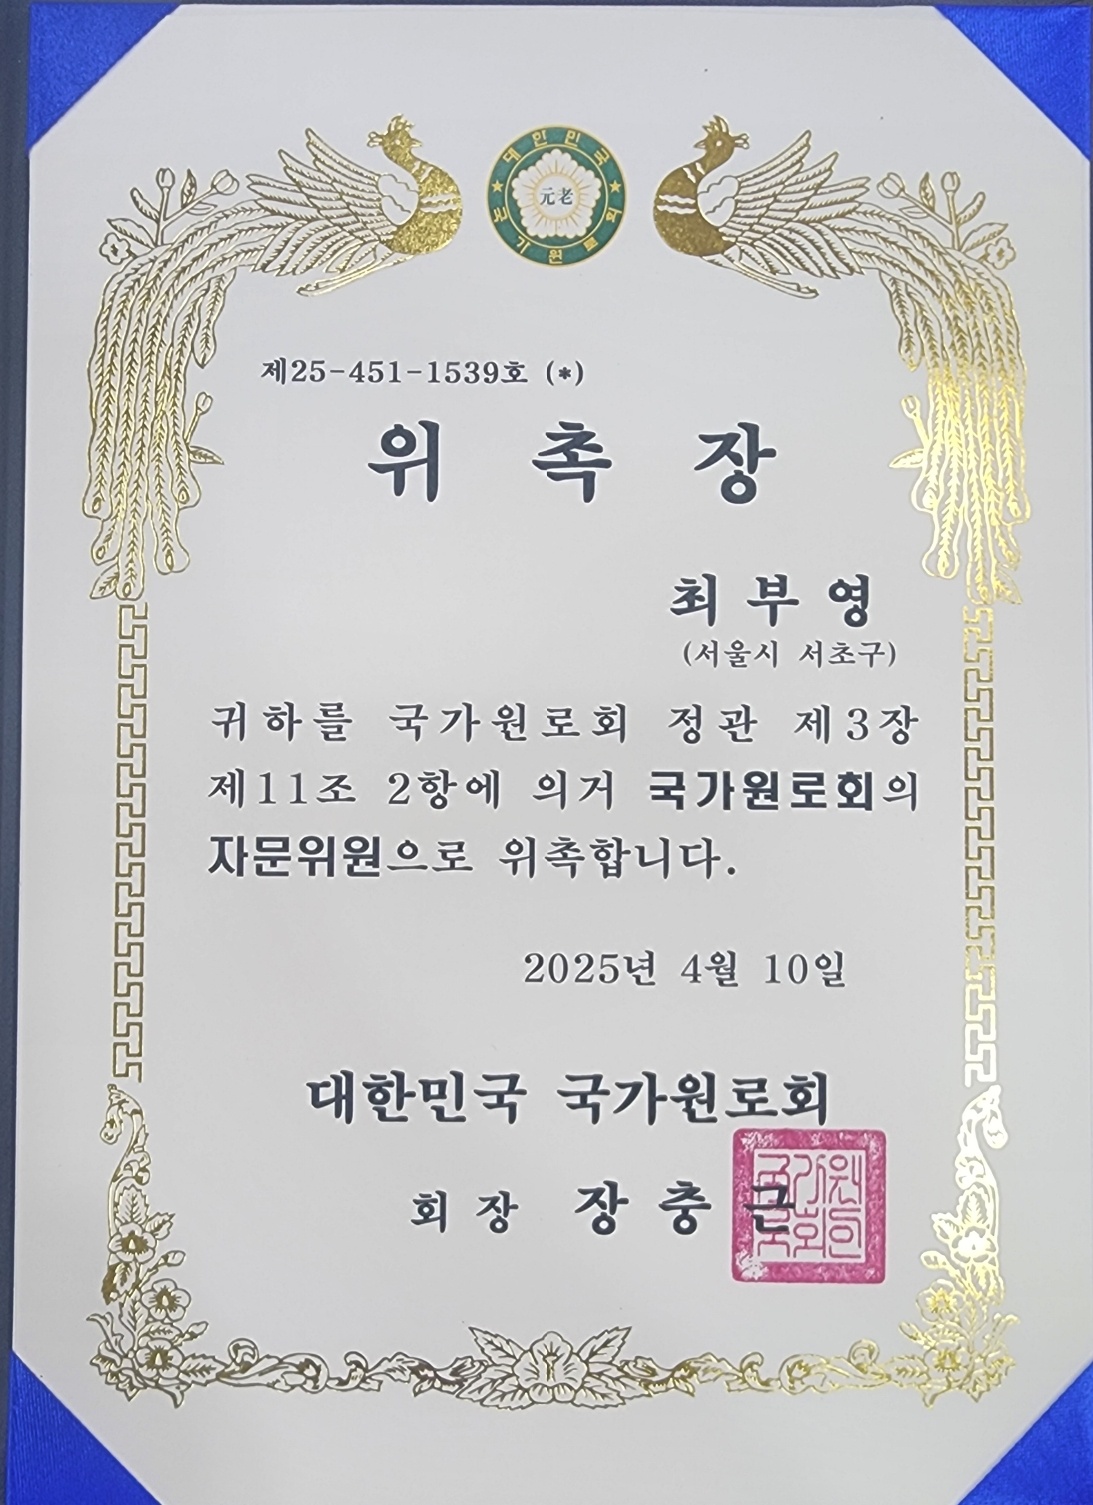 대한민국
국가원로회
元老
제25-451-1539호 (*)
위 촉 장
최 부 영
(서울시 서초구)
귀하를 국가원로회 정관 제3장
제11조 2항에 의거 국가원로회의
자문위원으로 위촉합니다.
2025년 4월 10일
대한민국 국가원로회
회 장 장 충 근